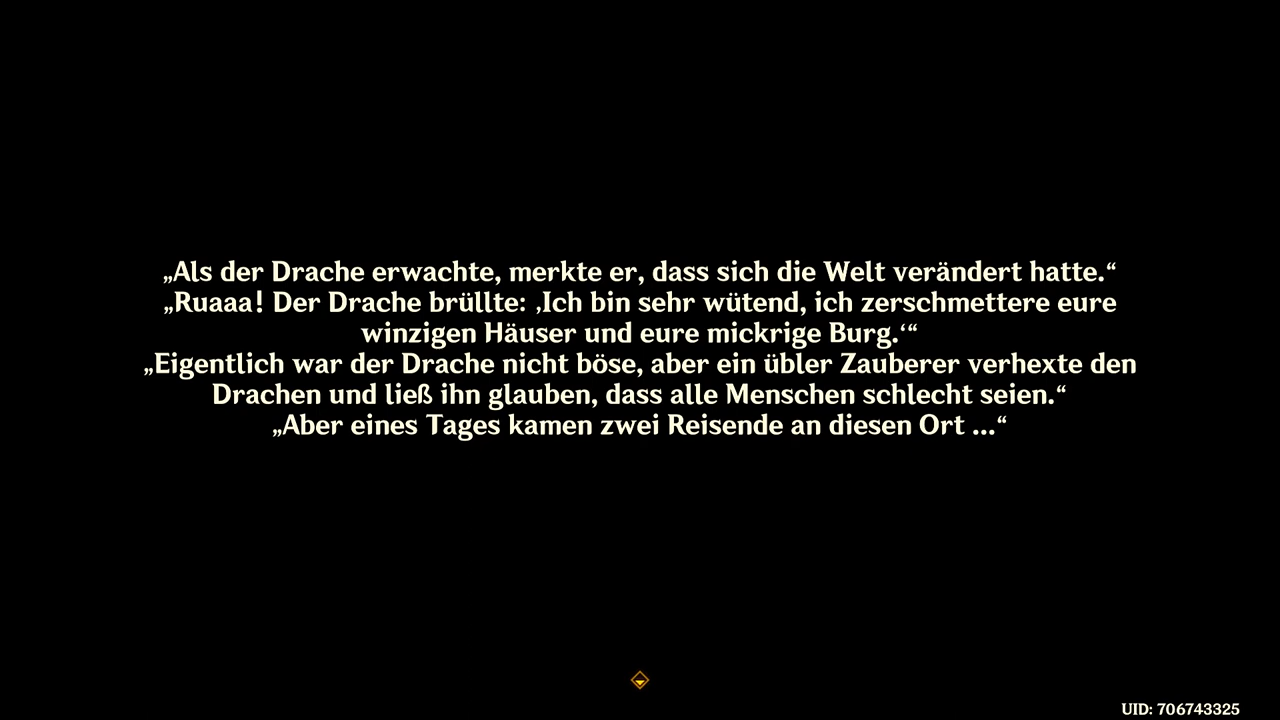 „Als der Drache erwachte, merkte er, dass sich die Welt verändert hatte.“
„Ruaaa! Der Drache brüllte: ‚Ich bin sehr wütend, ich zerschmettere eure
winzigen Häuser und eure mickrige Burg.‘“
„Eigentlich war der Drache nicht böse, aber ein übler Zauberer verhexte den
Drachen und ließ ihn glauben, dass alle Menschen schlecht seien.“
„Aber eines Tages kamen zwei Reisende an diesen Ort ...“
UID: 706743325